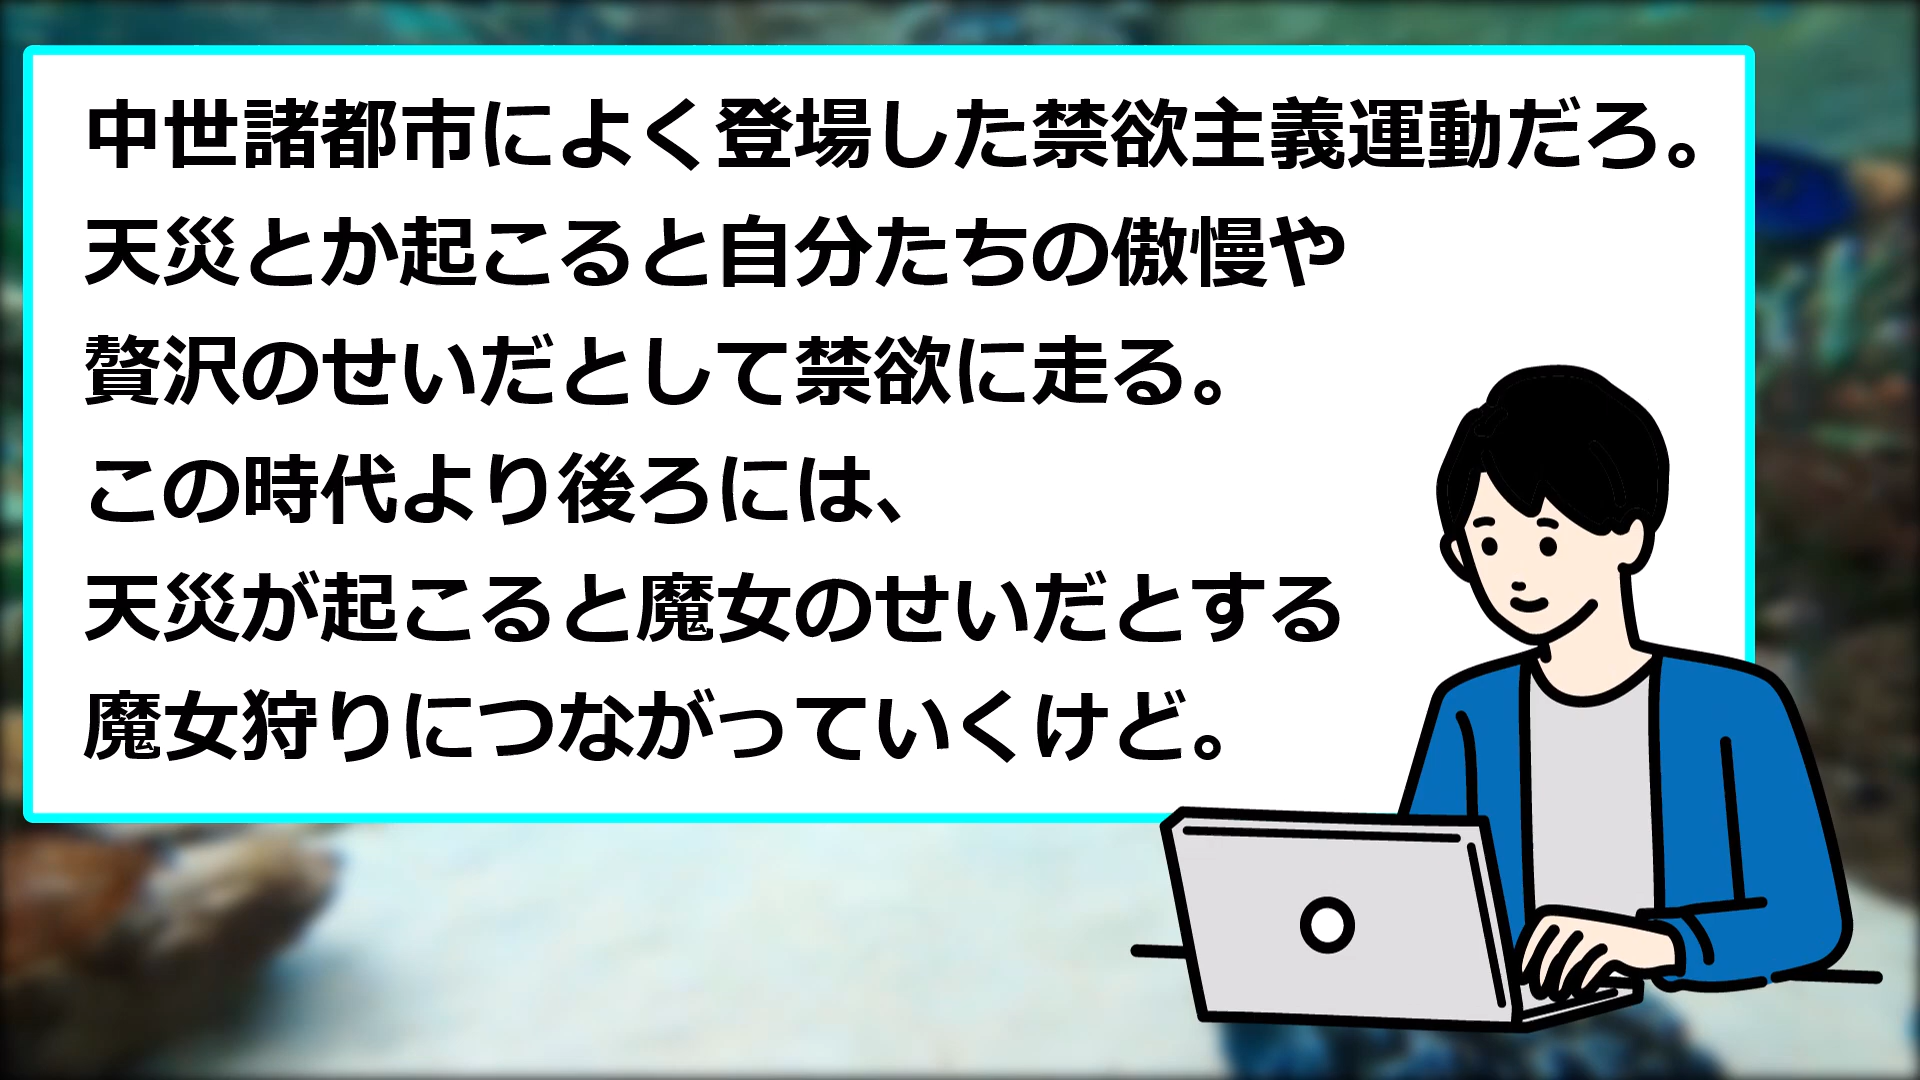 中世諸都市によく登場した禁欲主義運動だろ。
天災とか起こると自分たちの傲慢や
贅沢のせいだとして禁欲に走る。
この時代より後ろには、
天災が起こると魔女のせいだとする
魔女狩りにつながっていくけど。